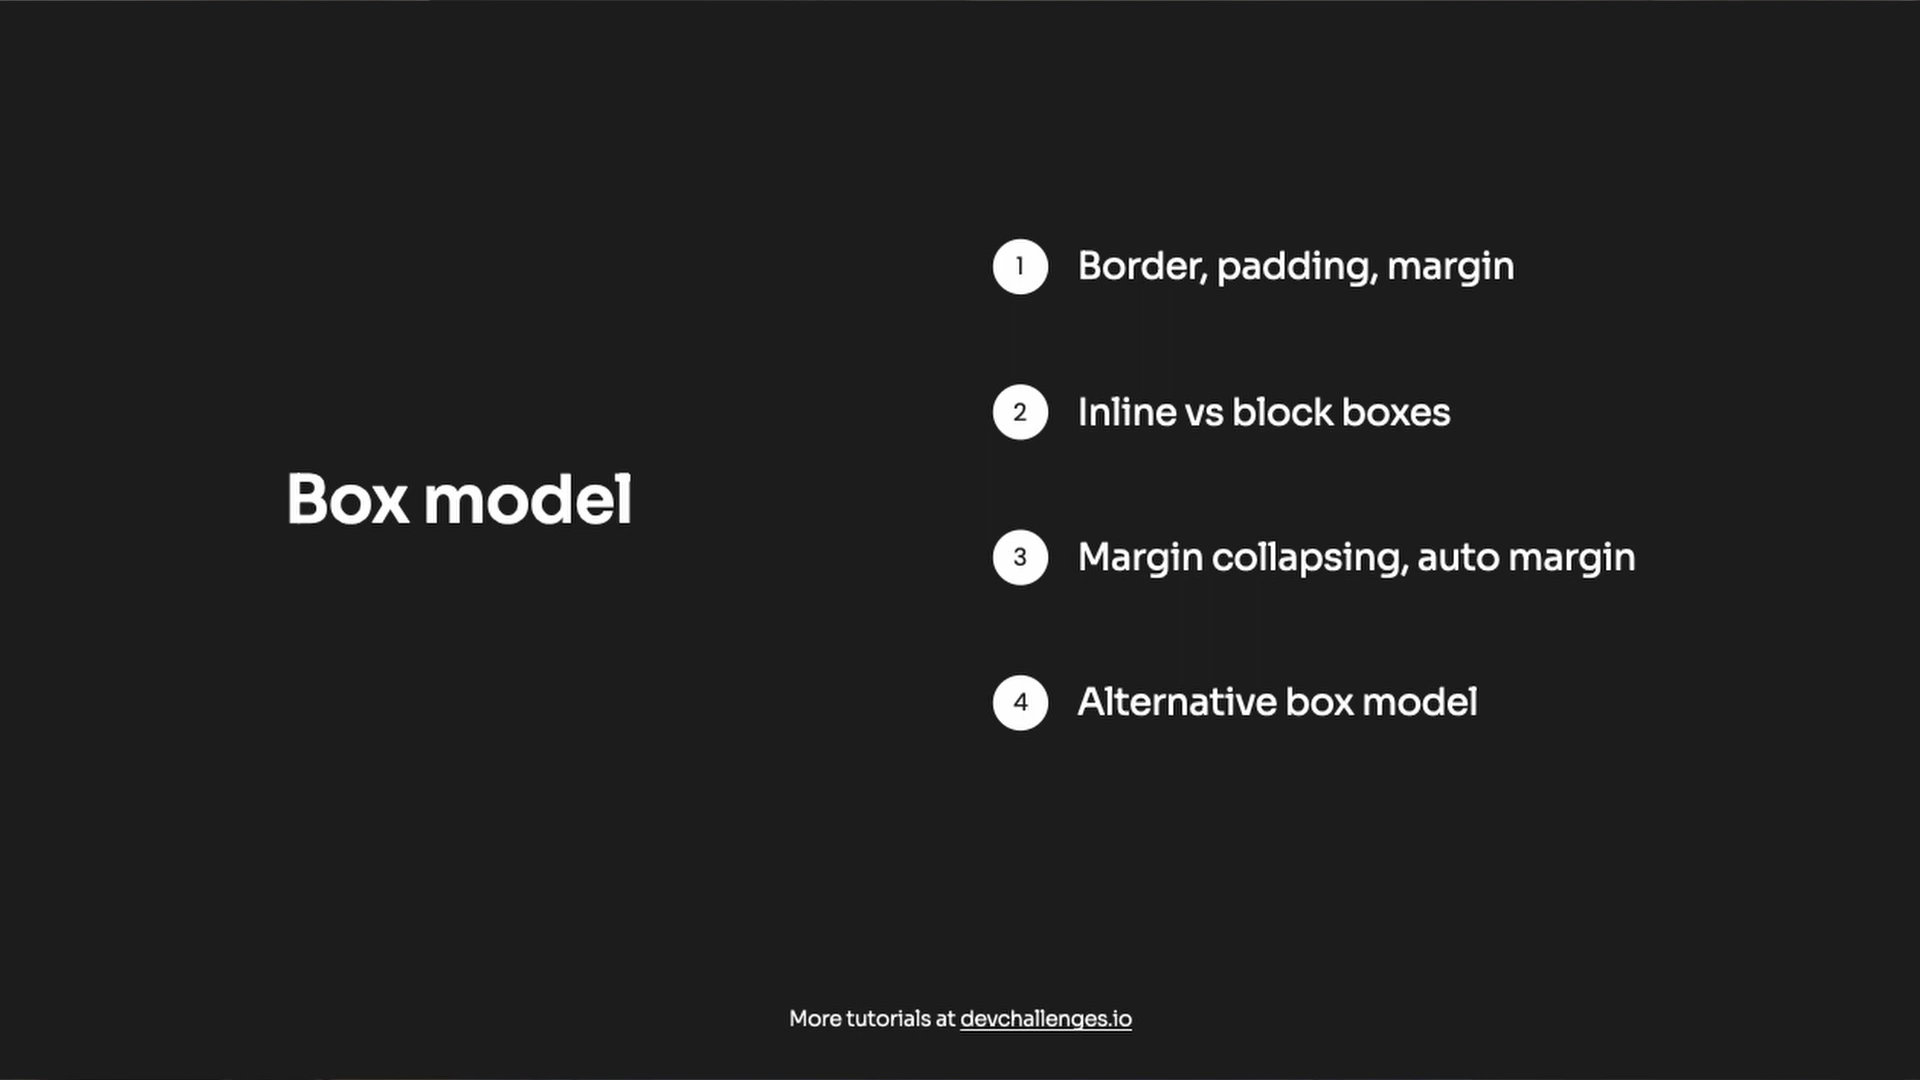 Box model
1 Border, padding, margin
2 Inline vs block boxes
3 Margin collapsing, auto margin
4 Alternative box model
More tutorials at devchallenges.io